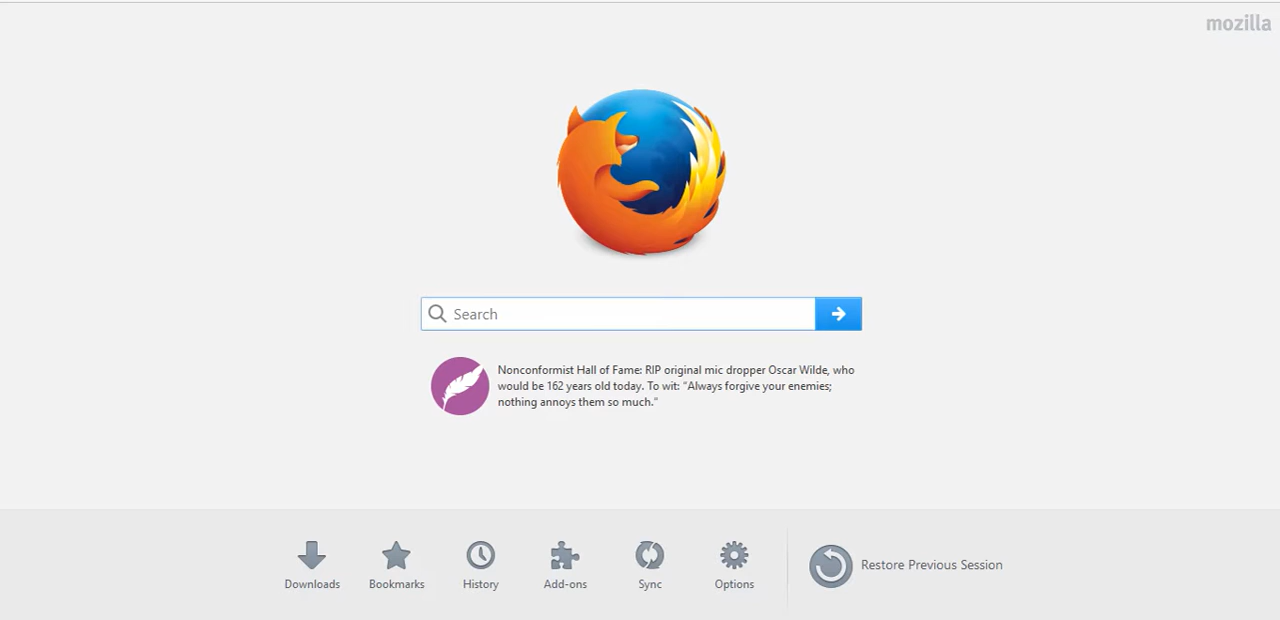 mozilla
Search
Nonconformist Hall of Fame: RIP original mic dropper Oscar Wilde, who
would be 162 years old today. To wit: "Always forgive your enemies;
nothing annoys them so much."
Downloads
Bookmarks
History
Add-ons
Sync
Options
Restore Previous Session